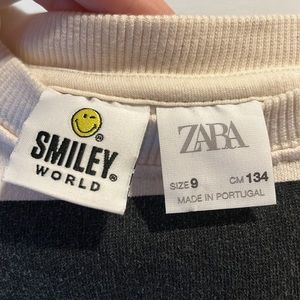 SMILEY®
WORLD
ZARA
SIZE 9 CM 134
MADE IN PORTUGAL